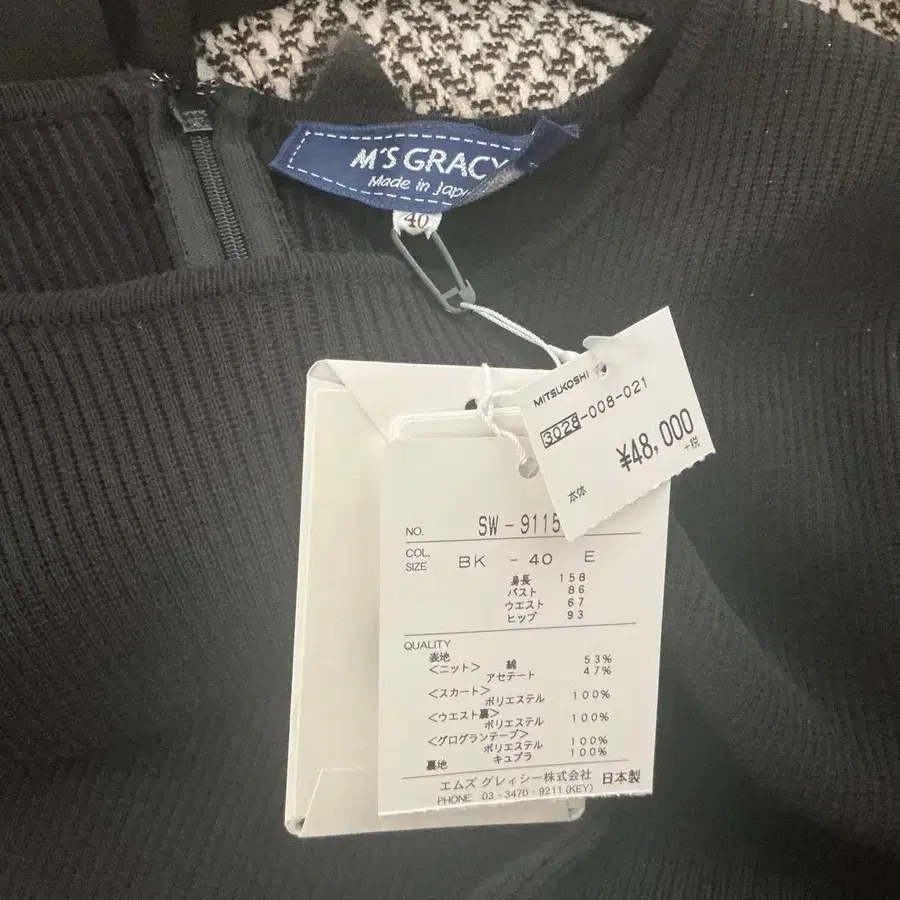 M'S GRACY
Made in Japa
40
MITSUKOSHI
3028-008-021
¥48,000
+税
本体
NO. SW-9115
COL. SIZE BK - 40 E
身長 158
バスト 86
ウエスト 67
ヒップ 93
QUALITY
表地
<ニット> 綿 53%
アセテート 47%
<スカート>
ポリエステル 100%
<ウエスト裏>
ポリエステル 100%
<グログランテープ>
ポリエステル 100%
裏地 キュプラ 100%
エムズ グレィシー株式会社 日本製
PHONE 03-3470-9211(KEY)